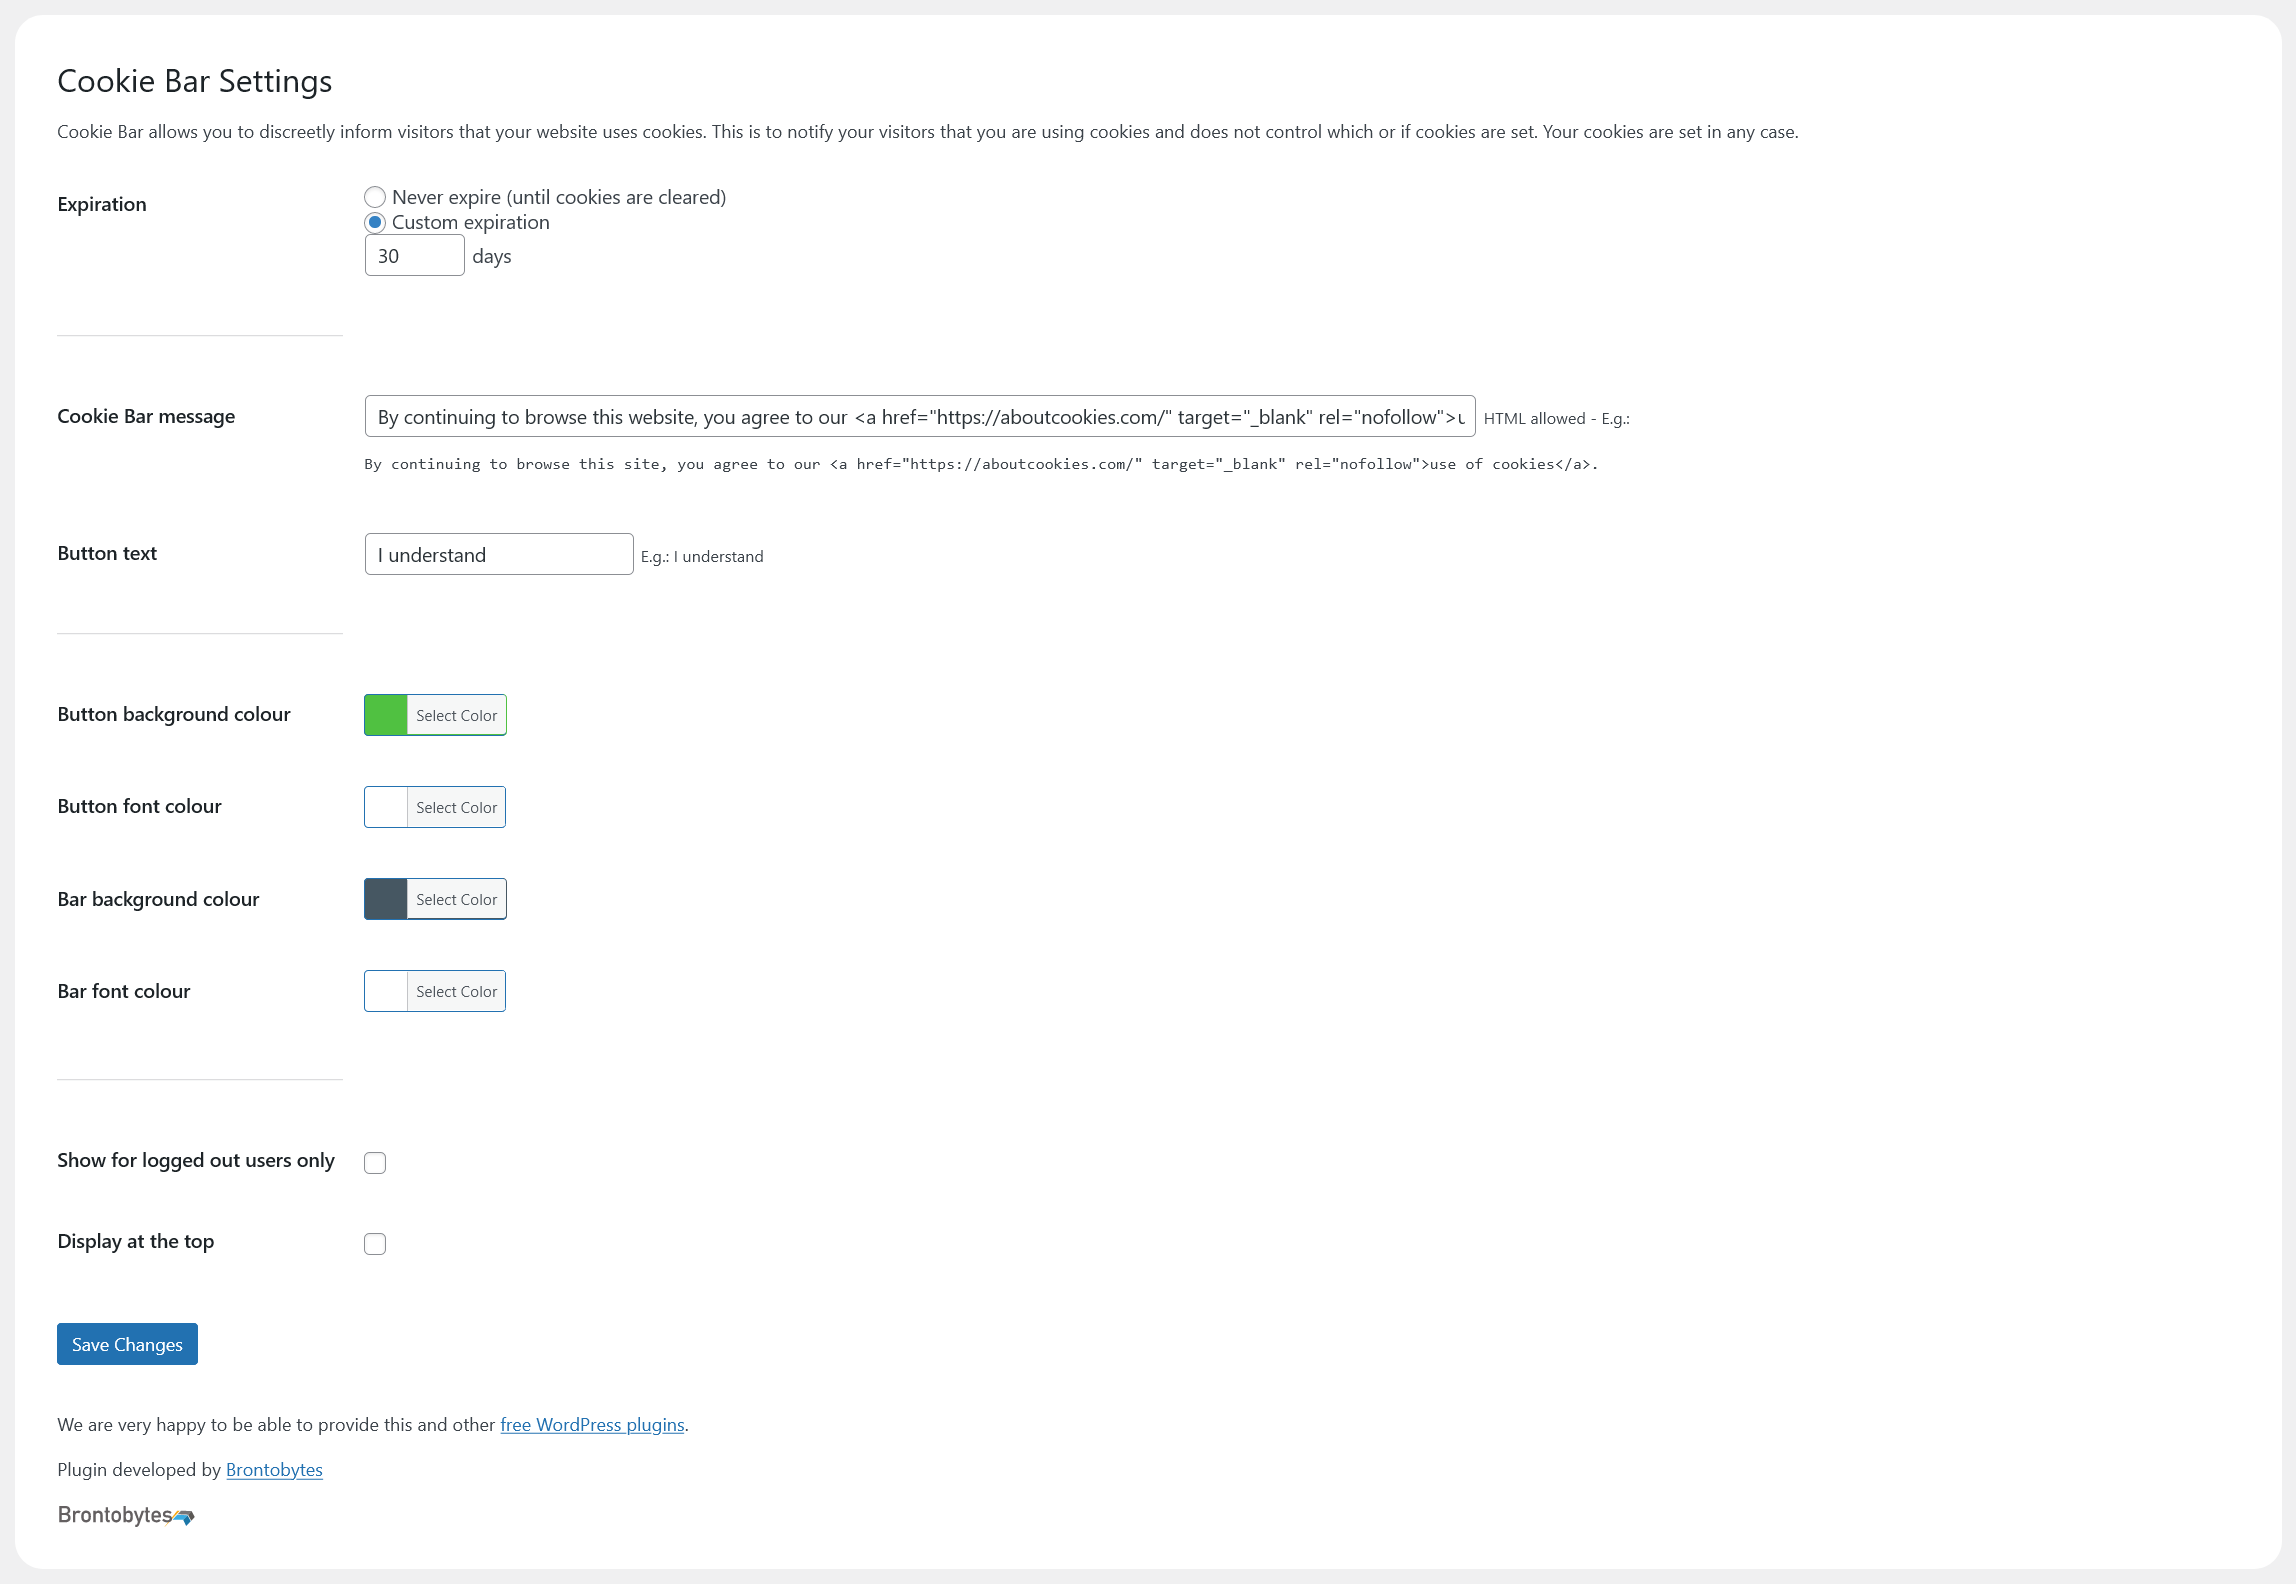 Cookie Bar Settings
Cookie Bar allows you to discreetly inform visitors that your website uses cookies. This is to notify your visitors that you are using cookies and does not control which or if cookies are set. Your cookies are set in any case.
Expiration
Never expire (until cookies are cleared)
Custom expiration
30 days
Cookie Bar message
By continuing to browse this website, you agree to our <a href="https://aboutcookies.com/" target="_blank" rel="nofollow">u HTML allowed - E.g.:
By continuing to browse this site, you agree to our <a href="https://aboutcookies.com/" target="_blank" rel="nofollow">use of cookies</a>.
Button text
I understand E.g.: I understand
Button background colour
Select Color
Button font colour
Select Color
Bar background colour
Select Color
Bar font colour
Select Color
Show for logged out users only
Display at the top
Save Changes
We are very happy to be able to provide this and other free WordPress plugins.
Plugin developed by Brontobytes
Brontobytes